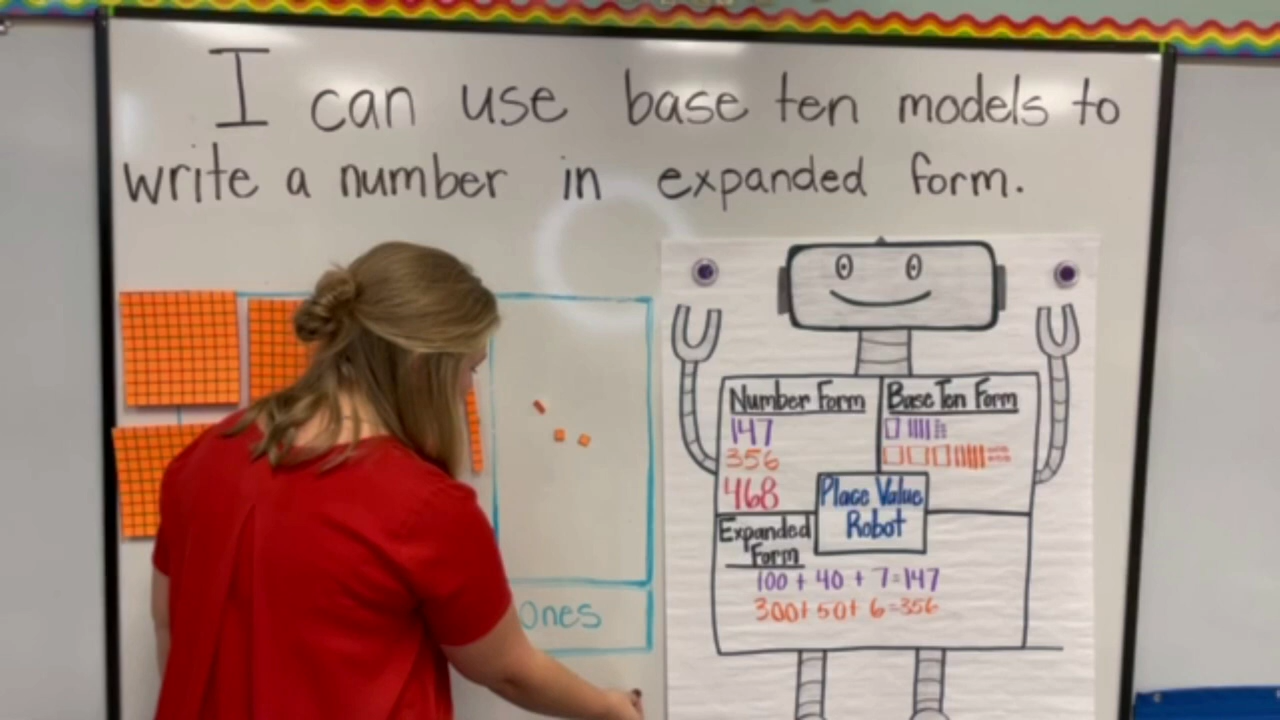 I can use base ten models to
write a number in expanded form.
Number Form
147
356
468
Base Ten Form
Place Value
Robot
Expanded
Form
100 + 40 + 7=147
300+ 50+ 6=356
Ones